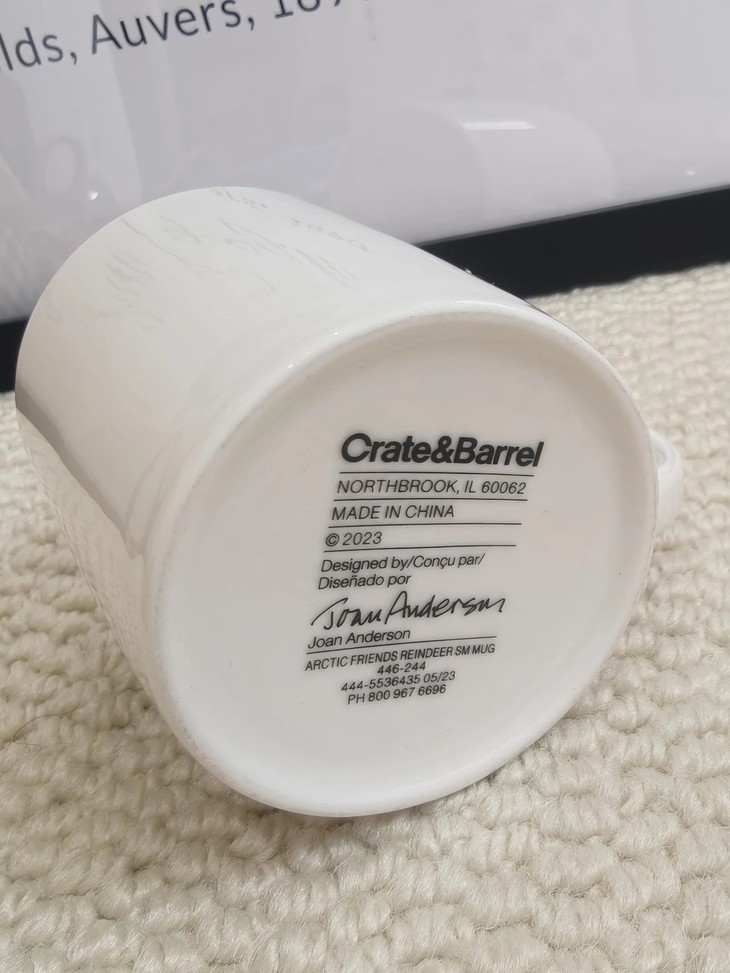 lds, Auvers, 
Crate&Barrel
NORTHBROOK, IL 60062
MADE IN CHINA
© 2023
Designed by/Conçu par/
Diseñado por
Joan Anderson
Joan Anderson
ARCTIC FRIENDS REINDEER SM MUG
446-244
444-5536435 05/23
PH 800 967 6696